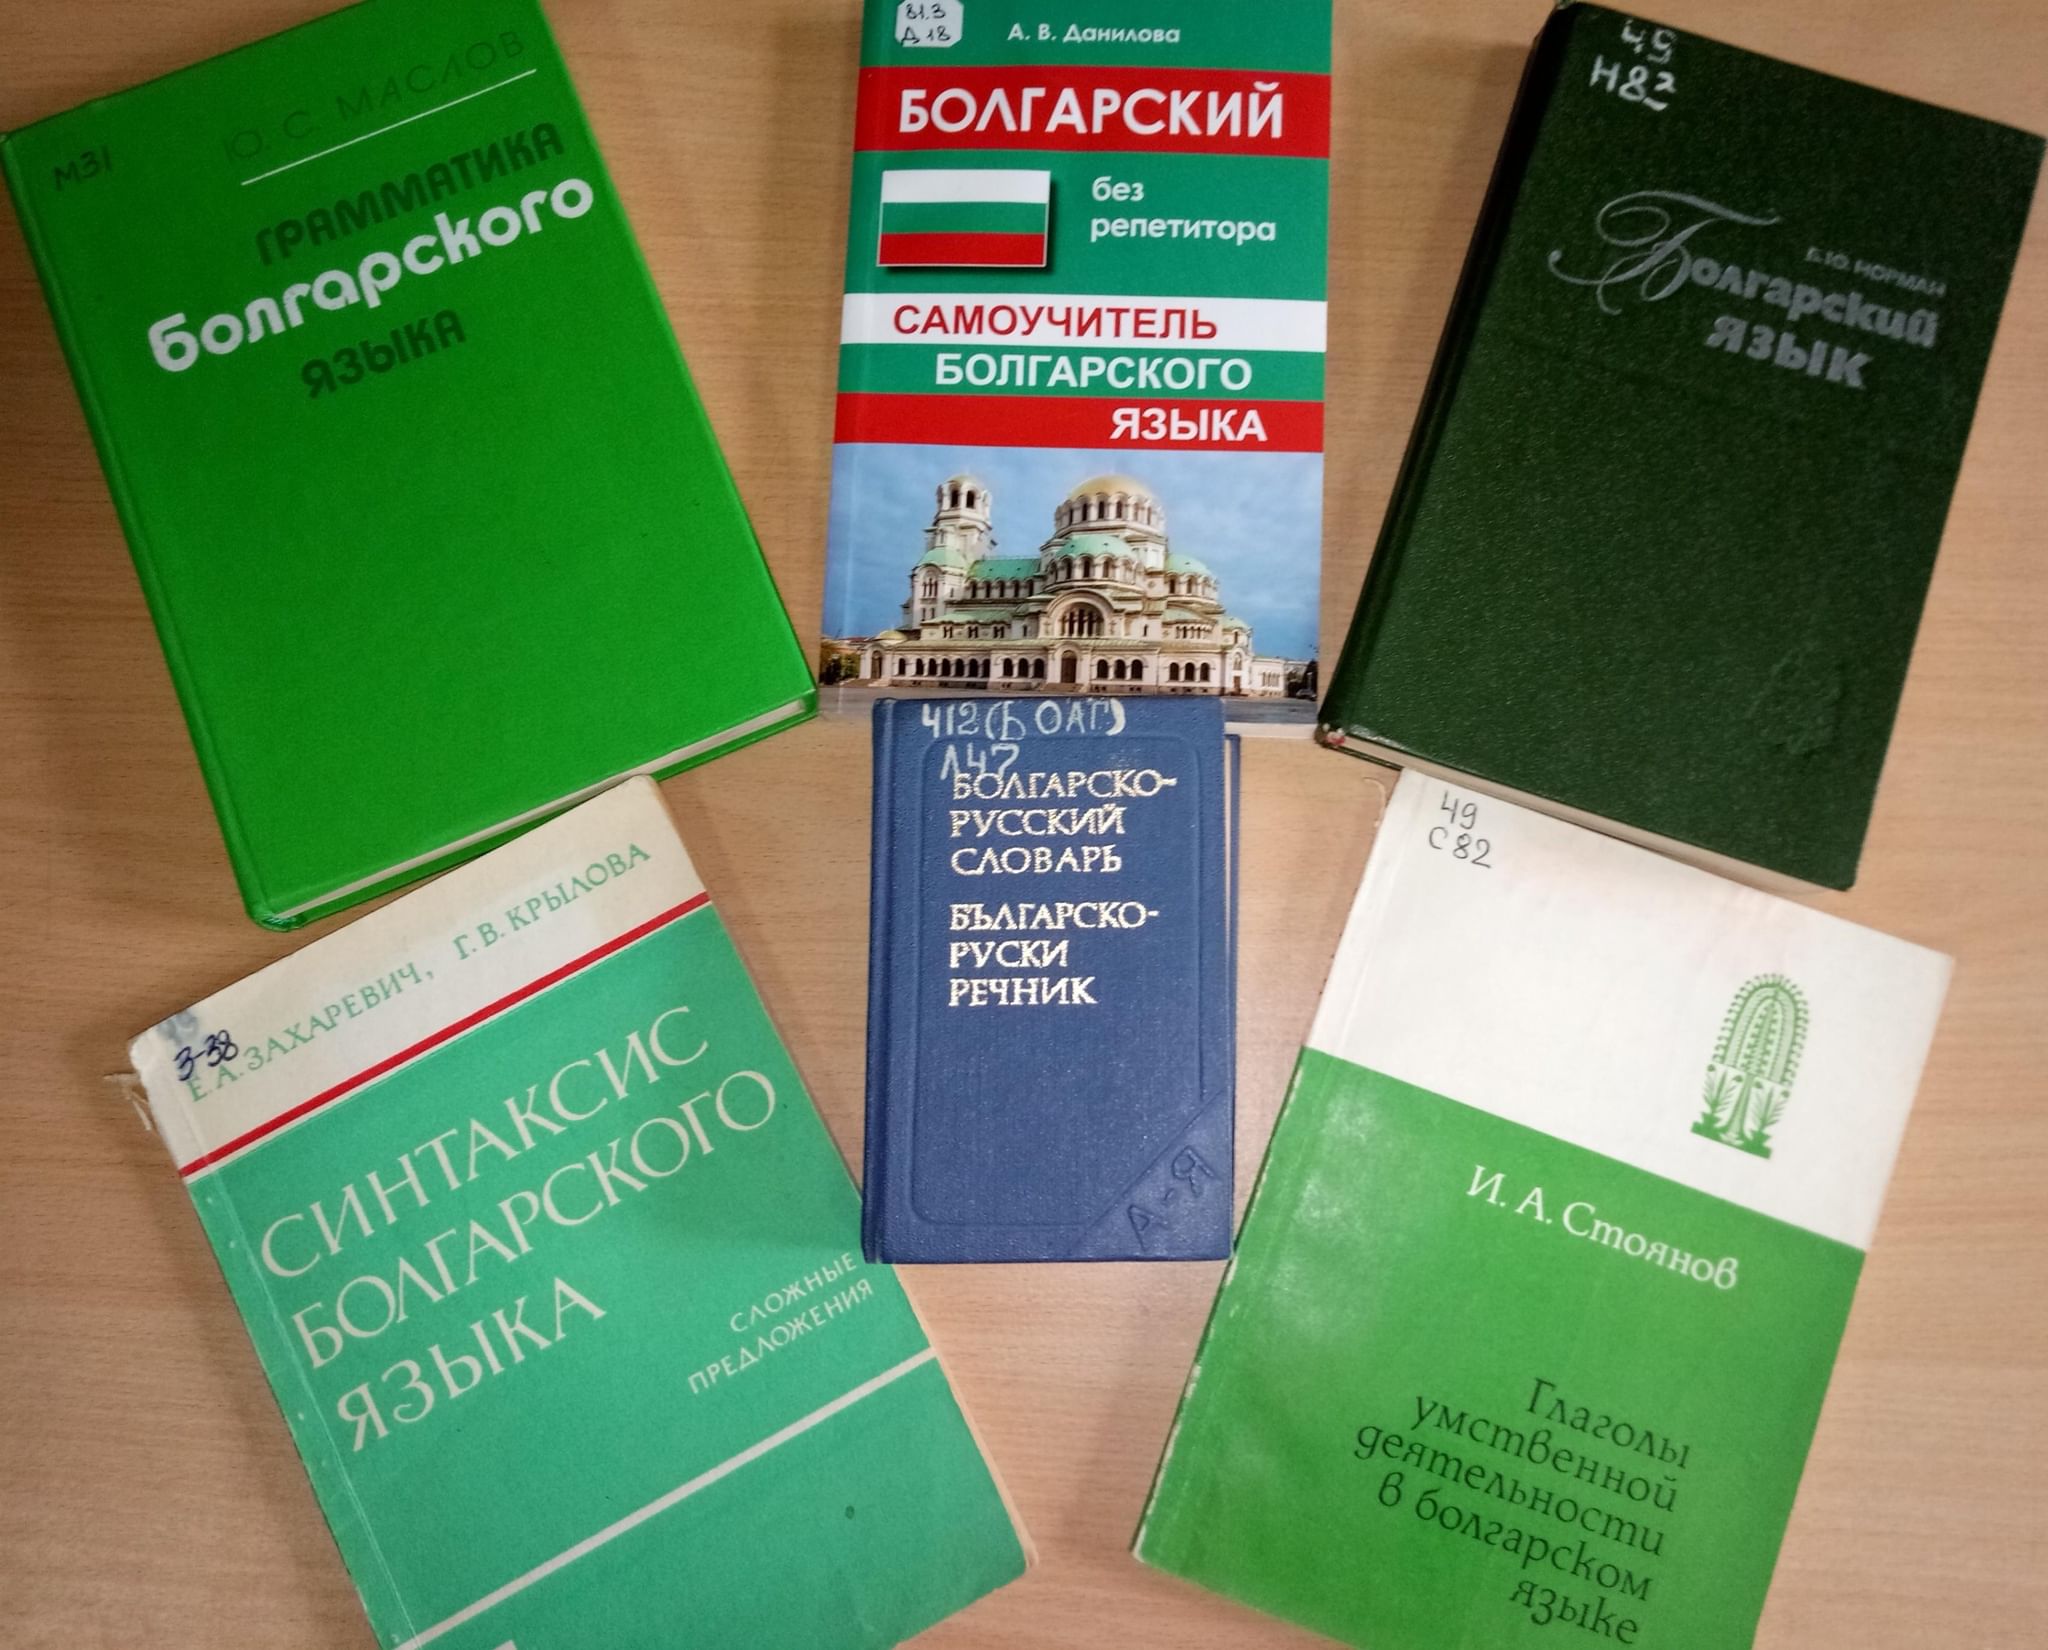 М31
Ю. С. МАСЛОВ
ГРАММАТИКА
болгарского
ЯЗЫКА
81.3
Д 18
А. В. Данилова
БОЛГАРСКИЙ
без
репетитора
САМОУЧИТЕЛЬ
БОЛГАРСКОГО
ЯЗЫКА
49
Н82
Б.Ю. НОРМАН
Болгарский
язык
З-38
Е. А. ЗАХАРЕВИЧ, Г. В. КРЫЛОВА
СИНТАКСИС
БОЛГАРСКОГО
ЯЗЫКА
СЛОЖНЫЕ
ПРЕДЛОЖЕНИЯ
412(БОЛГ)
Л47
БОЛГАРСКО-
РУССКИЙ
СЛОВАРЬ
БЪЛГАРСКО-
РУСКИ
РЕЧНИК
А-Я
49
С82
И. А. Стоянов
Глаголы
умственной
деятельности
в болгарском
языке